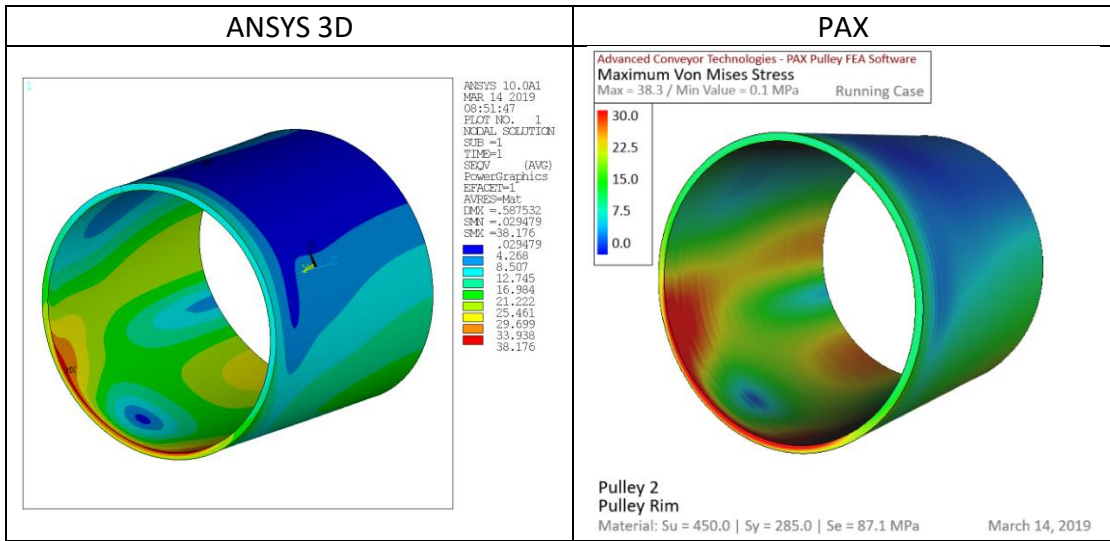 ANSYS 3D
PAX
1
ANSYS 10.0A1
MAR 14 2019
08:51:47
PLOT NO. 1
NODAL SOLUTION
SUB =1
TIME=1
SEQV (AVG)
PowerGraphics
EFACET=1
AVRES=Mat
DMX =.587532
SMN =.029479
SMX =38.176
.029479
4.268
8.507
12.745
16.984
21.222
25.461
29.699
33.938
38.176
MX
Advanced Conveyor Technologies - PAX Pulley FEA Software
Maximum Von Mises Stress
Max = 38.3 / Min Value = 0.1 MPa Running Case
30.0
22.5
15.0
7.5
0.0
Pulley 2
Pulley Rim
Material: Su = 450.0 | Sy = 285.0 | Se = 87.1 MPa March 14, 2019